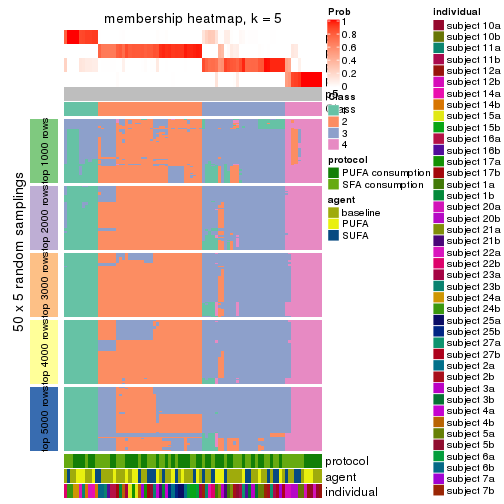 membership heatmap, k = 5
Prob
1
0.8
0.6
0.4
0.2
0
Class
1
2
3
4
protocol
PUFA consumption
SFA consumption
agent
baseline
PUFA
SUFA
individual
subject 10a
subject 10b
subject 11a
subject 11b
subject 12a
subject 12b
subject 14a
subject 14b
subject 15a
subject 15b
subject 16a
subject 16b
subject 17a
subject 17b
subject 1a
subject 1b
subject 20a
subject 20b
subject 21a
subject 21b
subject 22a
subject 22b
subject 23a
subject 23b
subject 24a
subject 24b
subject 25a
subject 25b
subject 27a
subject 27b
subject 2a
subject 2b
subject 3a
subject 3b
subject 4a
subject 4b
subject 5a
subject 5b
subject 6a
subject 6b
subject 7a
subject 7b
50 x 5 random samplings
top 1000 rows
top 2000 rows
top 3000 rows
top 4000 rows
top 5000 rows
protocol
agent
individual